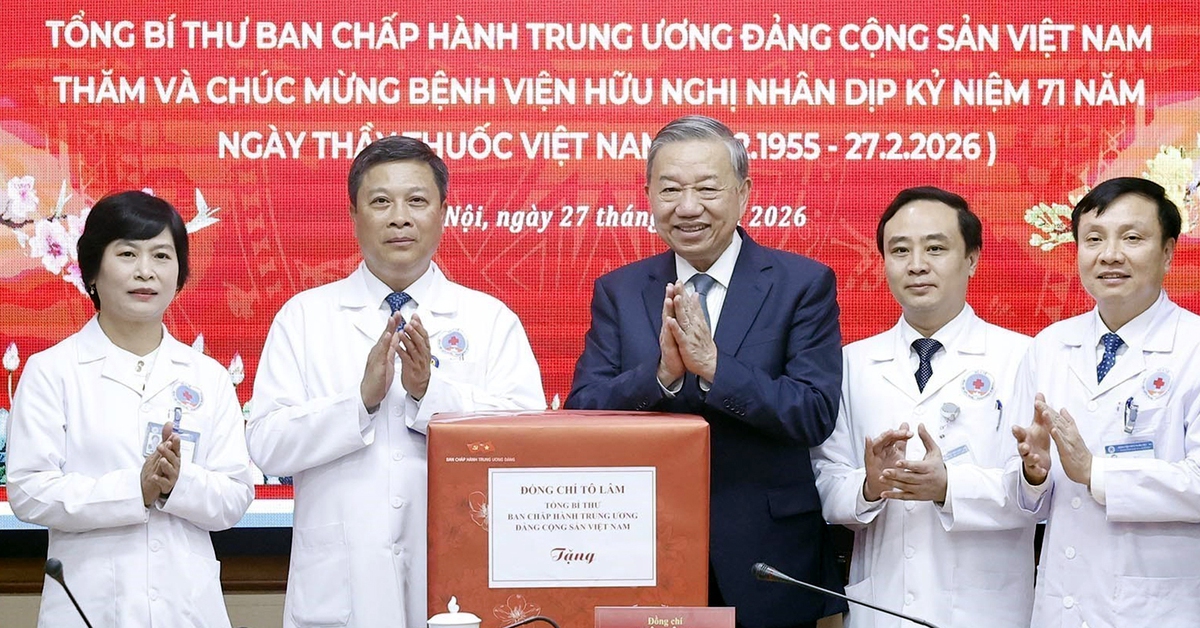 TỔNG BÍ THƯ BAN CHẤP HÀNH TRUNG ƯƠNG ĐẢNG CỘNG SẢN VIỆT NAM
THĂM VÀ CHÚC MỪNG BỆNH VIỆN HỮU NGHỊ NHÂN DỊP KỶ NIỆM 71 NĂM
NGÀY THẦY THUỐC VIỆT NAM 2.1955 - 27.2.2026 )
Nội, ngày 27 thán 2026
BAN CHẤP HÀNH TRUNG ƯƠNG ĐẢNG
ĐỒNG CHÍ TÔ LÂM
TỔNG BÍ THƯ
BAN CHẤP HÀNH TRUNG ƯƠNG
ĐẢNG CỘNG SẢN VIỆT NAM
Tặng
Đồng chí